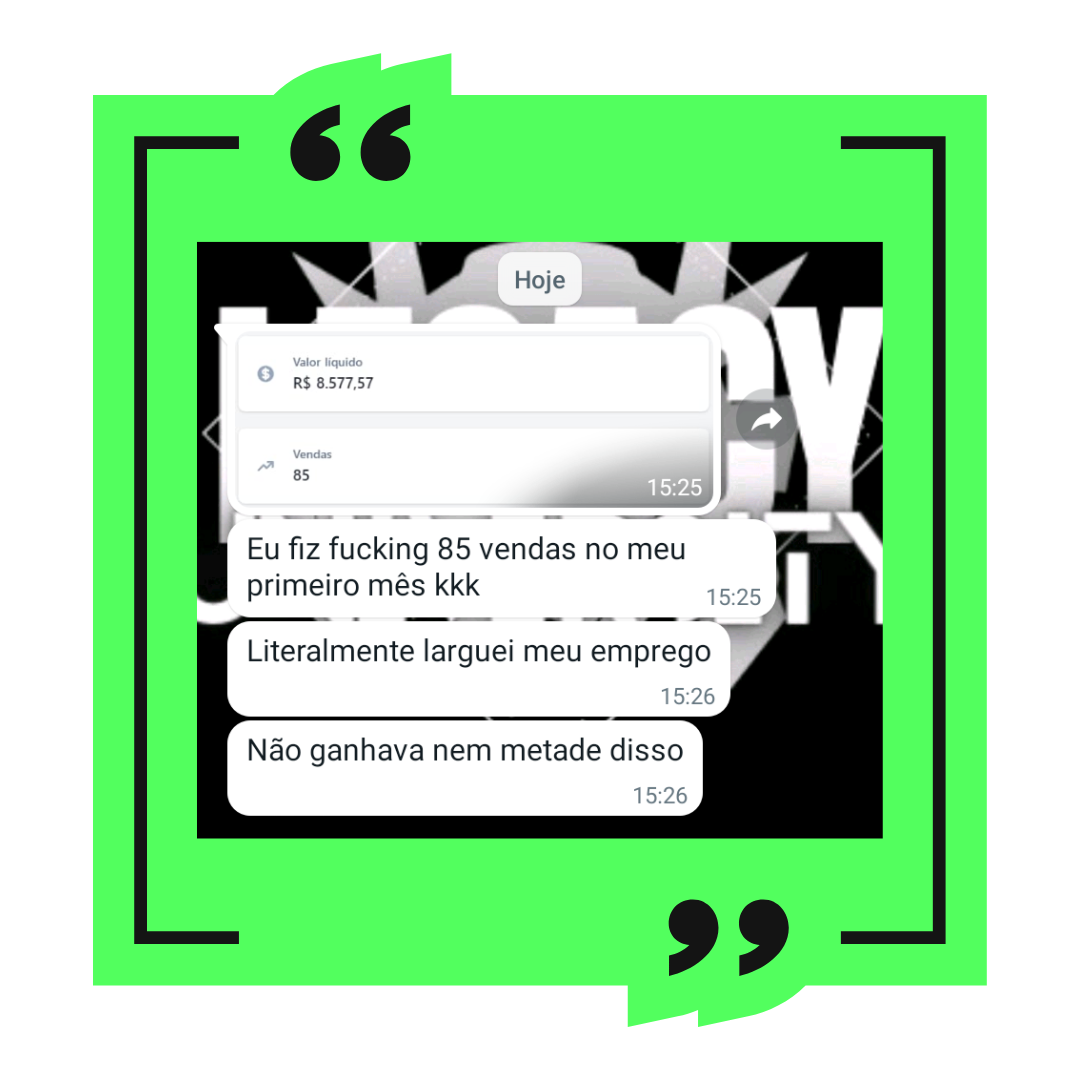 Hoje
Valor líquido
R$ 8.577,57
Vendas
85
15:25
Eu fiz fucking 85 vendas no meu
primeiro mês kkk
15:25
Literalmente larguei meu emprego
15:26
Não ganhava nem metade disso
15:26